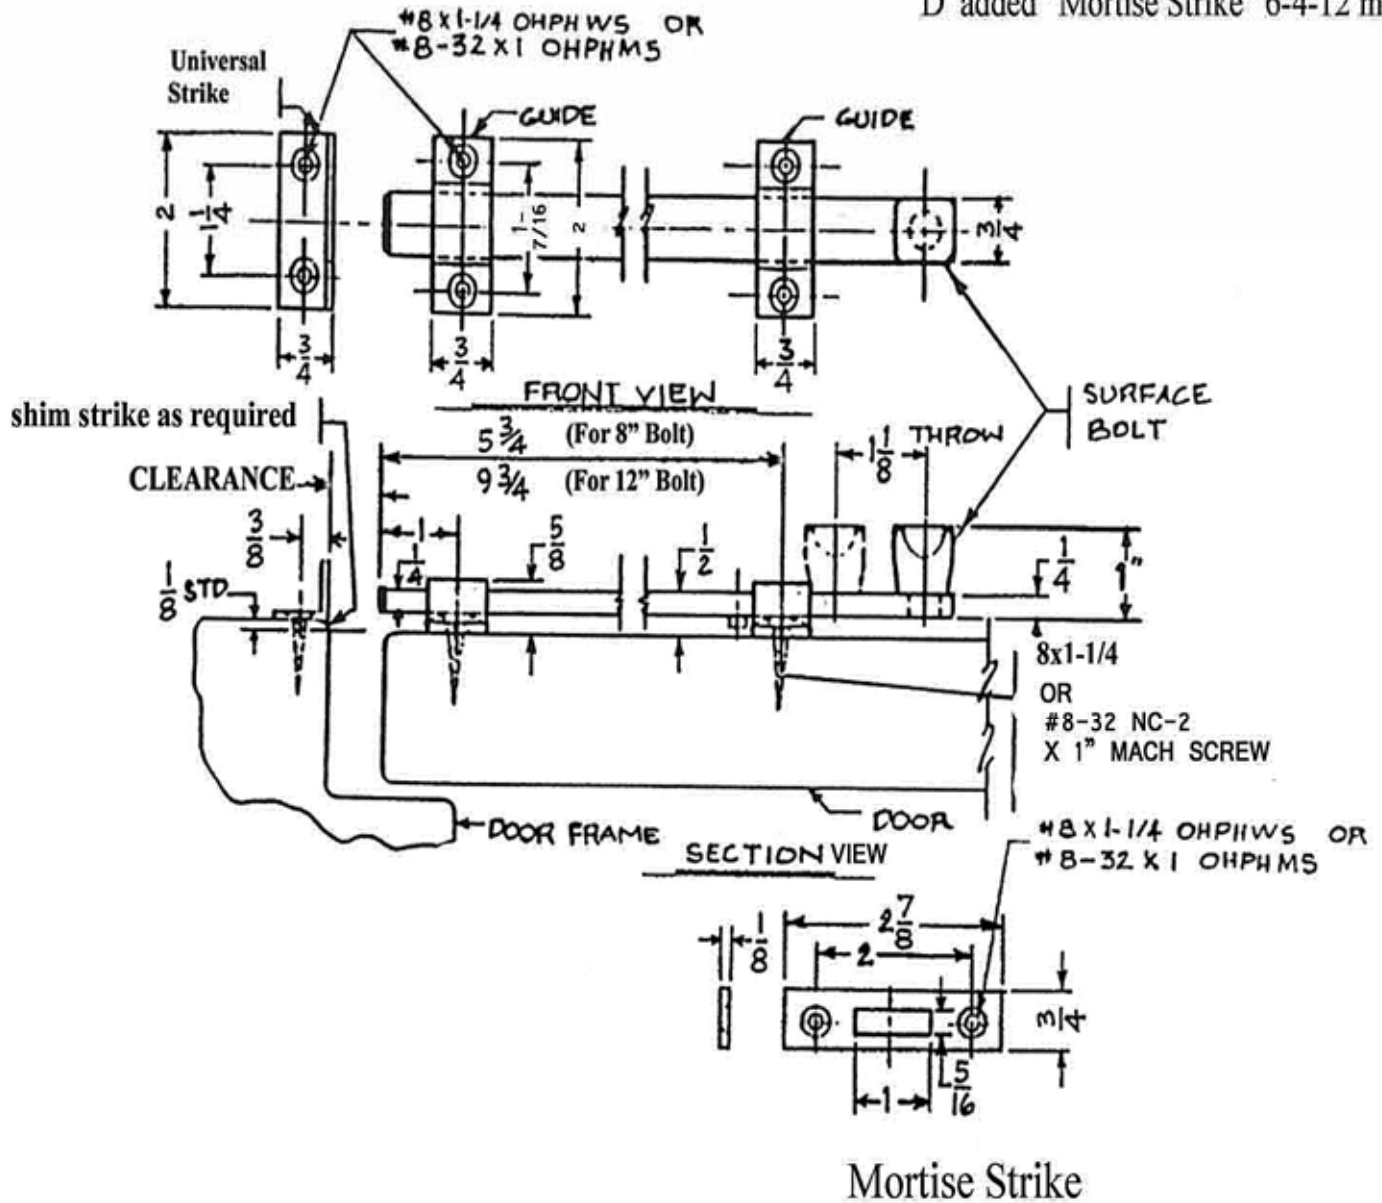 D added "Mortise Strike" 6-4-12 m
#8 X 1-1/4 OHPHWS OR
#8-32 X 1 OHPHMS
Universal
Strike
GUIDE
GUIDE
2
1 1/4
1-
7/16
2
3/4
3/4
3/4
3/4
FRONT VIEW
SURFACE
BOLT
shim strike as required
5 3/4 (For 8" Bolt)
THROW
1 1/8
CLEARANCE
9 3/4 (For 12" Bolt)
3/8
1
1/4
5/8
1/2
1/4
1"
1/8 STD
8x1-1/4
OR
#8-32 NC-2
X 1" MACH SCREW
DOOR FRAME
DOOR
SECTION VIEW
#8 X 1-1/4 OHPHWS OR
#8-32 X 1 OHPHMS
1/8
2 7/8
2
3/4
1
5/16
Mortise Strike